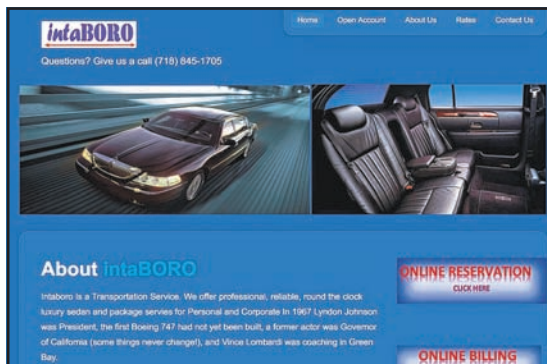 intaBORO
Home Open Account About Us Rates Contact Us
Questions? Give us a call (718) 845-1705
About intaBORO
Intaboro is a Transportation Service. We offer professional, reliable, round the clock
luxury sedan and package servies for Personal and Corporate In 1967 Lyndon Johnson
was President, the first Boeing 747 had not yet been built, a former actor was Governor
of California (some things never change!), and Vince Lombardi was coaching in Green
Bay.
ONLINE RESERVATION
CLICK HERE
ONLINE BILLING